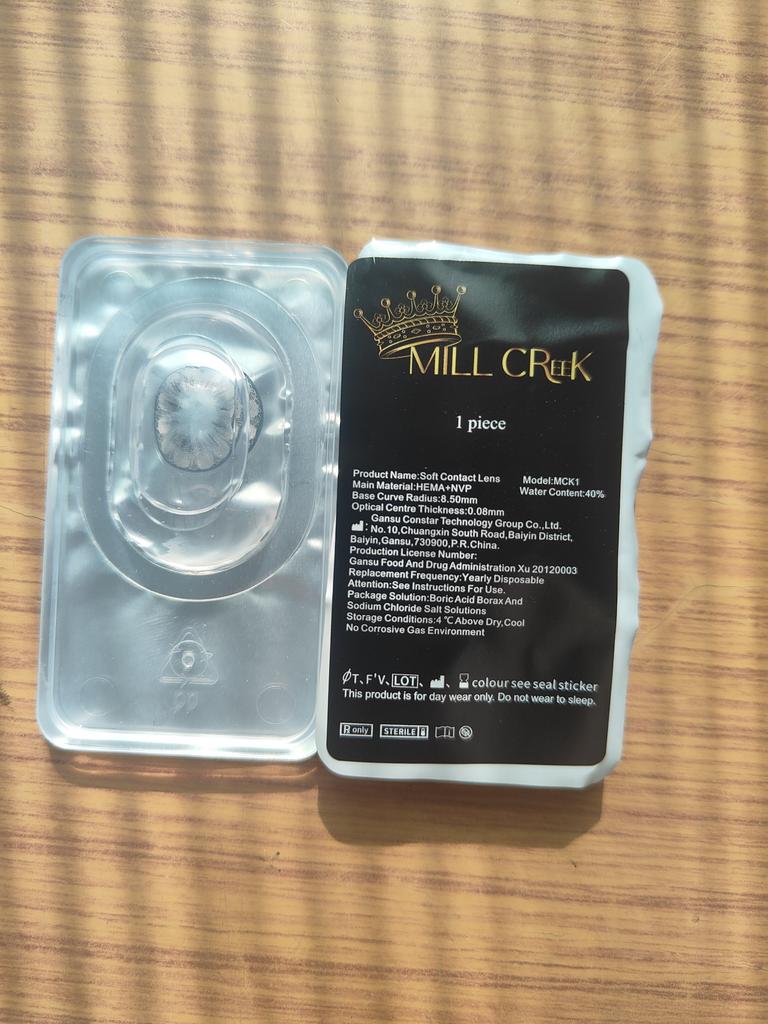 MILL CREEK
1 piece
Product Name:Soft Contact Lens
Model:MCK1
Main Material:HEMA+NVP
Water Content:40%
Base Curve Radius:8.50mm
Optical Centre Thickness:0.08mm
Gansu Constar Technology Group Co.,Ltd.
: No.10,Chuangxin South Road,Baiyin District,
Baiyin,Gansu,730900,P.R.China.
Production License Number:
Gansu Food And Drug Administration Xu 20120003
Replacement Frequency:Yearly Disposable
Attention:See Instructions For Use.
Package Solution:Boric Acid Borax And
Sodium Chloride Salt Solutions
Storage Conditions:4 ℃ Above Dry,Cool
No Corrosive Gas Environment
ØT、F'V、LOT、 、 colour see seal sticker
This product is for day wear only. Do not wear to sleep.
R only STERILE
PP